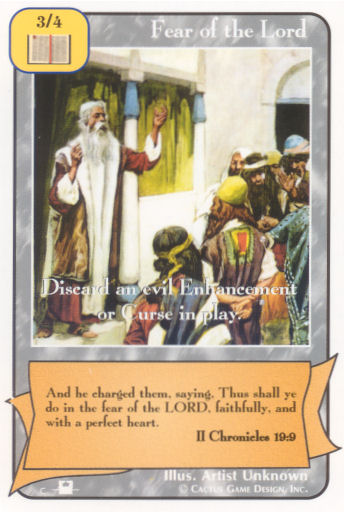 3/4
Fear of the Lord
Discard an evil Enhancement
or Curse in play.
And he charged them, saying, Thus shall ye
do in the fear of the LORD, faithfully, and
with a perfect heart.
II Chronicles 19:9
Illus. Artist Unknown
© Cactus Game Design, Inc.
C